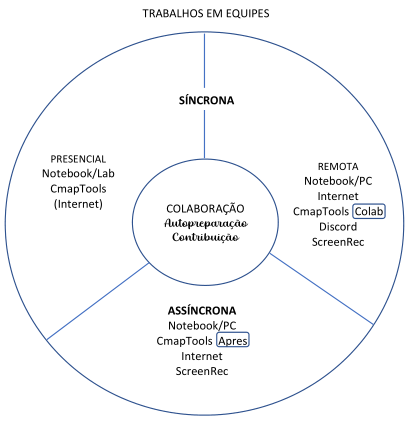 TRABALHOS EM EQUIPES
SÍNCRONA
PRESENCIAL
Notebook/Lab
CmapTools
(Internet)
REMOTA
Notebook/PC
Internet
CmapTools Colab
Discord
ScreenRec
COLABORAÇÃO
Autopreparação
Contribuição
ASSÍNCRONA
Notebook/PC
CmapTools Apres
Internet
ScreenRec